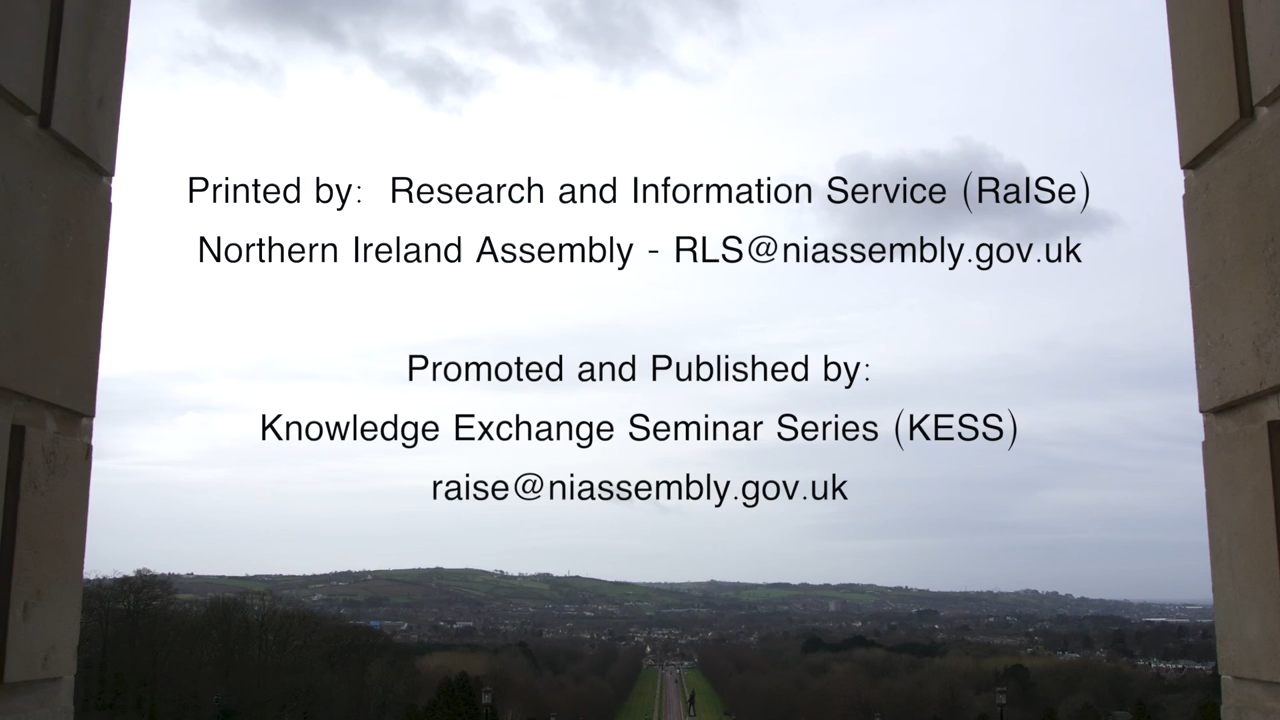 Printed by:  Research and Information Service (RaISe)
Northern Ireland Assembly - RLS@niassembly.gov.uk
Promoted and Published by:
Knowledge Exchange Seminar Series (KESS)
raise@niassembly.gov.uk